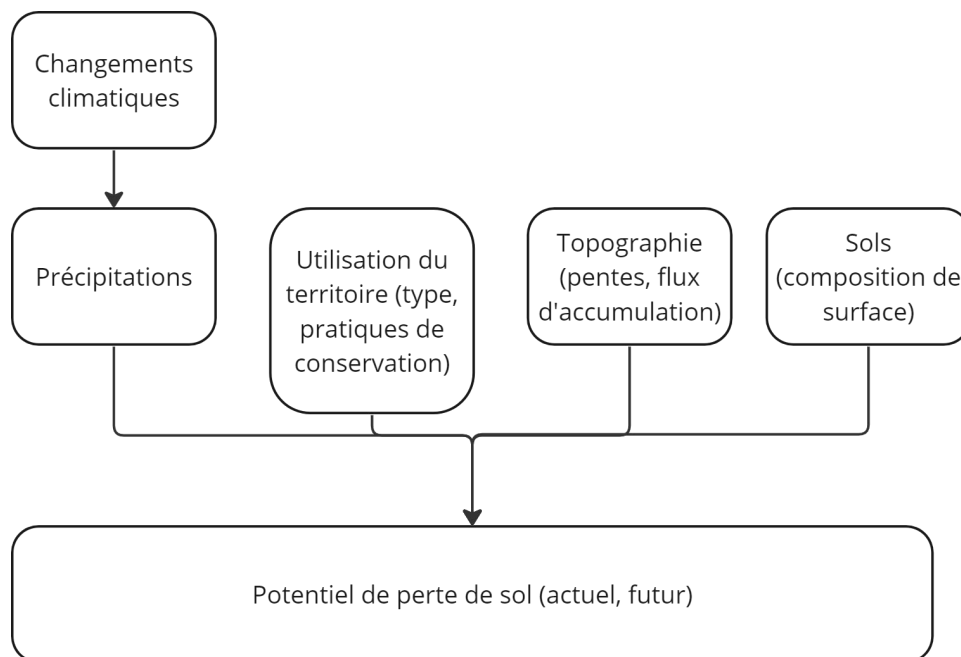 Changements
climatiques
Précipitations
Utilisation du
territoire (type,
pratiques de
conservation)
Topographie
(pentes, flux
d'accumulation)
Sols
(composition de
surface)
Potentiel de perte de sol (actuel, futur)